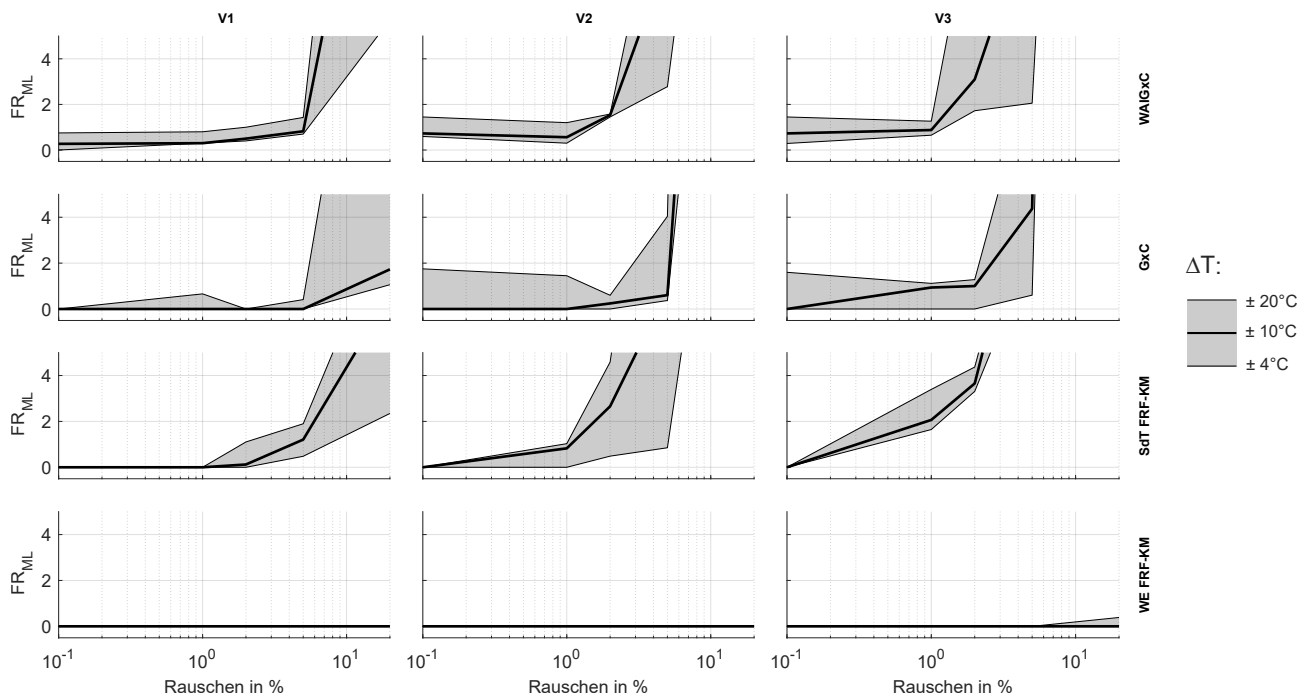 V1
V2
V3
FR_ML
4
2
0
WAIGxC
FR_ML
4
2
0
GxC
FR_ML
4
2
0
SdT FRF-KM
FR_ML
4
2
0
WE FRF-KM
10^-1
10^0
10^1
10^-1
10^0
10^1
10^-1
10^0
10^1
Rauschen in %
Rauschen in %
Rauschen in %
ΔT:
± 20°C
± 10°C
± 4°C